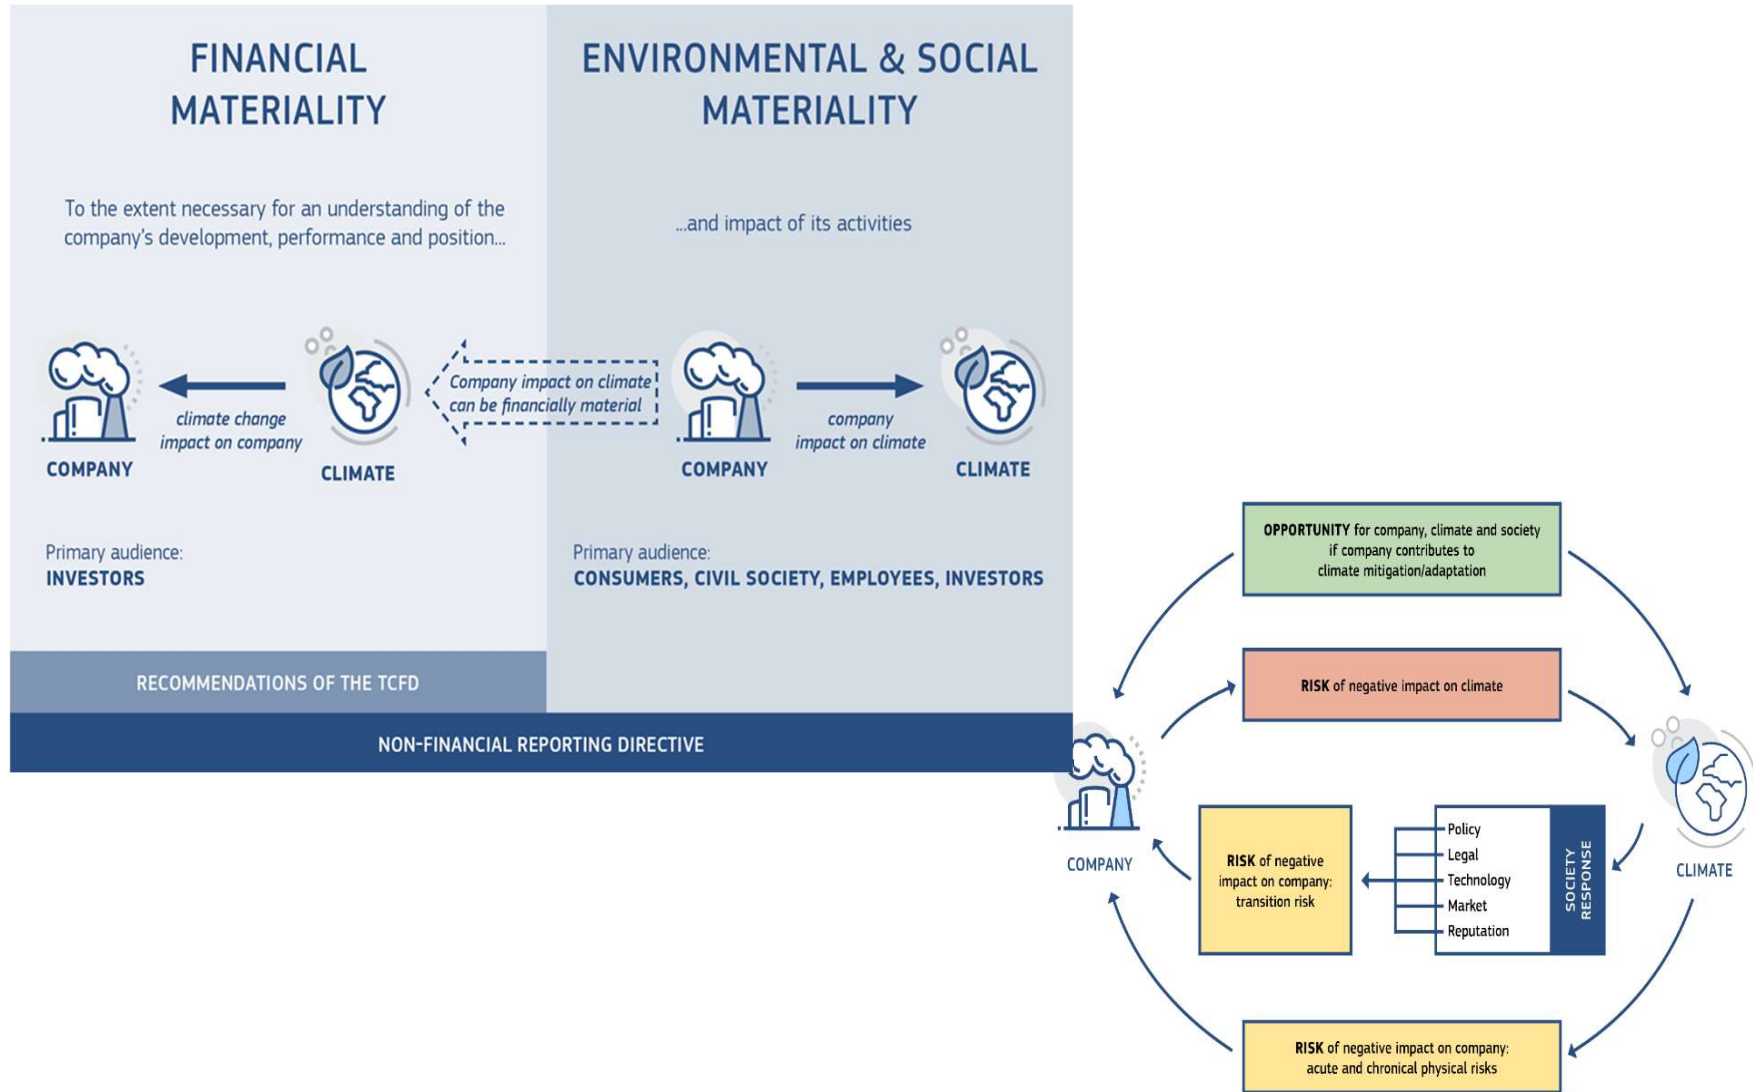 FINANCIAL
MATERIALITY
To the extent necessary for an understanding of the
company's development, performance and position...
climate change
impact on company
COMPANY
CLIMATE
Primary audience:
INVESTORS
RECOMMENDATIONS OF THE TCFD
ENVIRONMENTAL & SOCIAL
MATERIALITY
...and impact of its activities
Company impact on climate
can be financially material
company
impact on climate
COMPANY
CLIMATE
Primary audience:
CONSUMERS, CIVIL SOCIETY, EMPLOYEES, INVESTORS
NON-FINANCIAL REPORTING DIRECTIVE
OPPORTUNITY for company, climate and society
if company contributes to
climate mitigation/adaptation
RISK of negative impact on climate
COMPANY
RISK of negative
impact on company:
transition risk
Policy
Legal
Technology
Market
Reputation
SOCIETY
RESPONSE
CLIMATE
RISK of negative impact on company:
acute and chronical physical risks